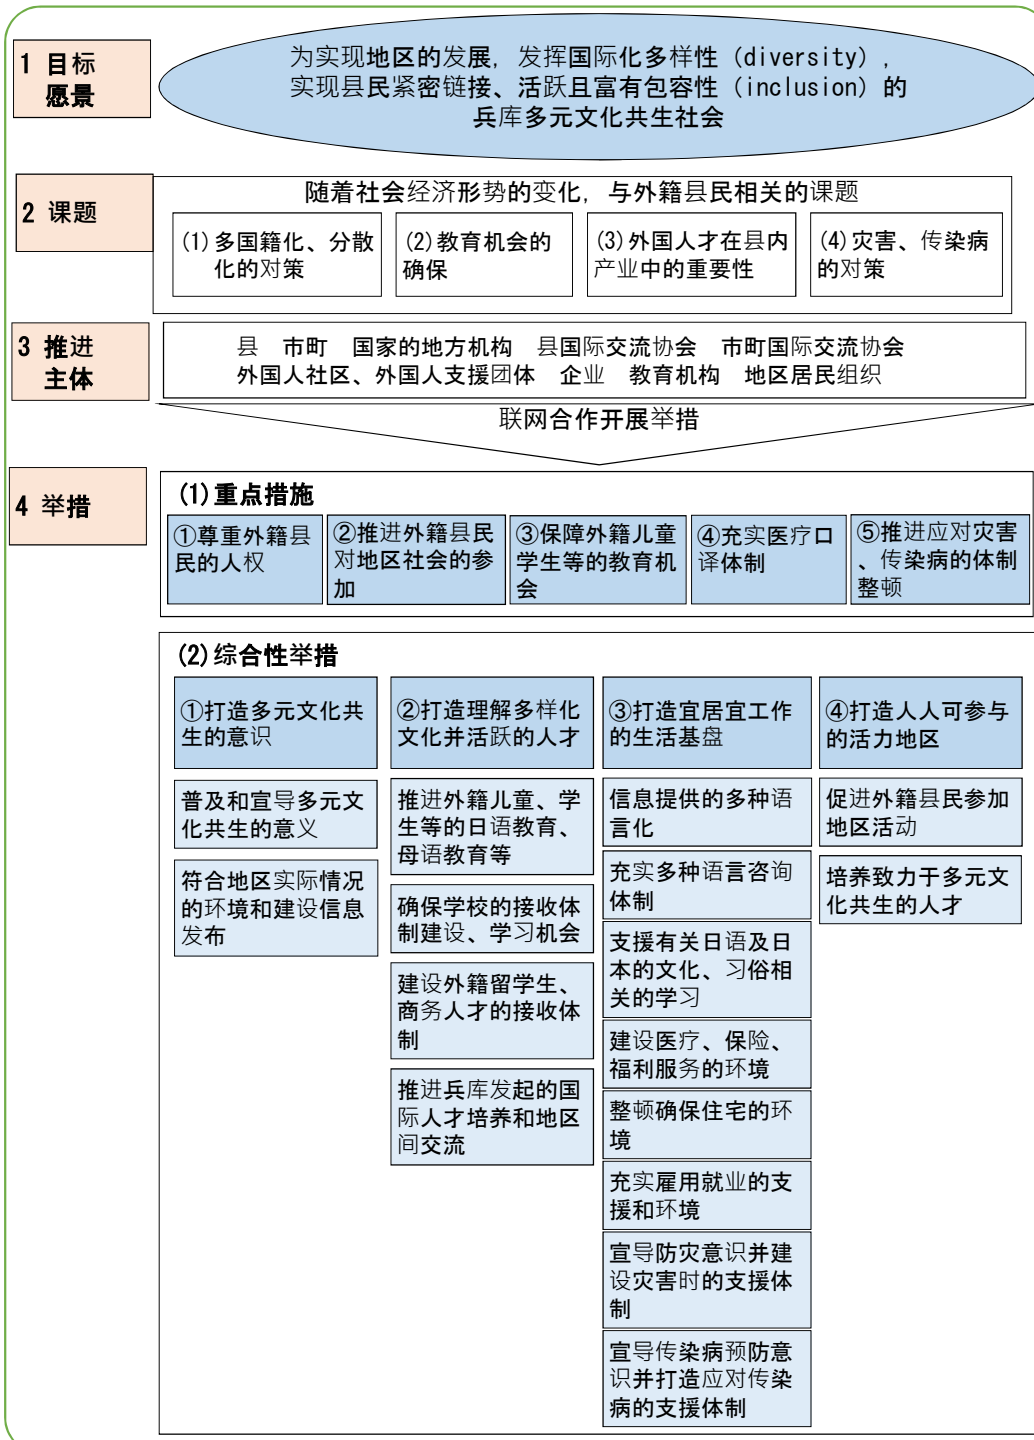 1 目标
愿景
为实现地区的发展，发挥国际化多样性（diversity），
实现县民紧密链接、活跃且富有包容性（inclusion）的
兵库多元文化共生社会
2 课题
随着社会经济形势的变化，与外籍县民相关的课题
(1)多国籍化、分散
化的对策
(2)教育机会的
确保
(3)外国人才在县内
产业中的重要性
(4)灾害、传染病
的对策
3 推进
主体
县 市町 国家的地方机构 县国际交流协会 市町国际交流协会
外国人社区、外国人支援团体 企业 教育机构 地区居民组织
联网合作开展举措
4 举措
(1)重点措施
①尊重外籍县
民的人权
②推进外籍县民
对地区社会的参
加
③保障外籍儿童
学生等的教育机
会
④充实医疗口
译体制
⑤推进应对灾害
、传染病的体制
整顿
(2)综合性举措
①打造多元文化共
生的意识
普及和宣导多元文
化共生的意义
符合地区实际情况
的环境和建设信息
发布
②打造理解多样化
文化并活跃的人才
推进外籍儿童、学
生等的日语教育、
母语教育等
确保学校的接收体
制建设、学习机会
建设外籍留学生、
商务人才的接收体
制
推进兵库发起的国
际人才培养和地区
间交流
③打造宜居宜工作
的生活基盘
信息提供的多种语
言化
充实多种语言咨询
体制
支援有关日语及日
本的文化、习俗相
关的学习
建设医疗、保险、
福利服务的环境
整顿确保住宅的环
境
充实雇用就业的支
援和环境
宣导防灾意识并建
设灾害时的支援体
制
宣导传染病预防意
识并打造应对传染
病的支援体制
④打造人人可参与
的活力地区
促进外籍县民参加
地区活动
培养致力于多元文
化共生的人才